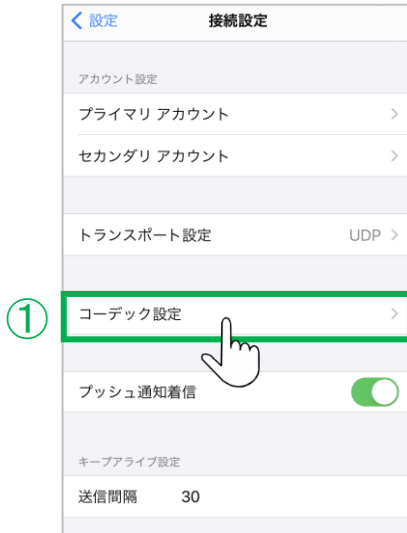 設定 接続設定
アカウント設定
プライマリ アカウント
セカンダリ アカウント
トランスポート設定 UDP
① コーデック設定
プッシュ通知着信
キープアライブ設定
送信間隔 30